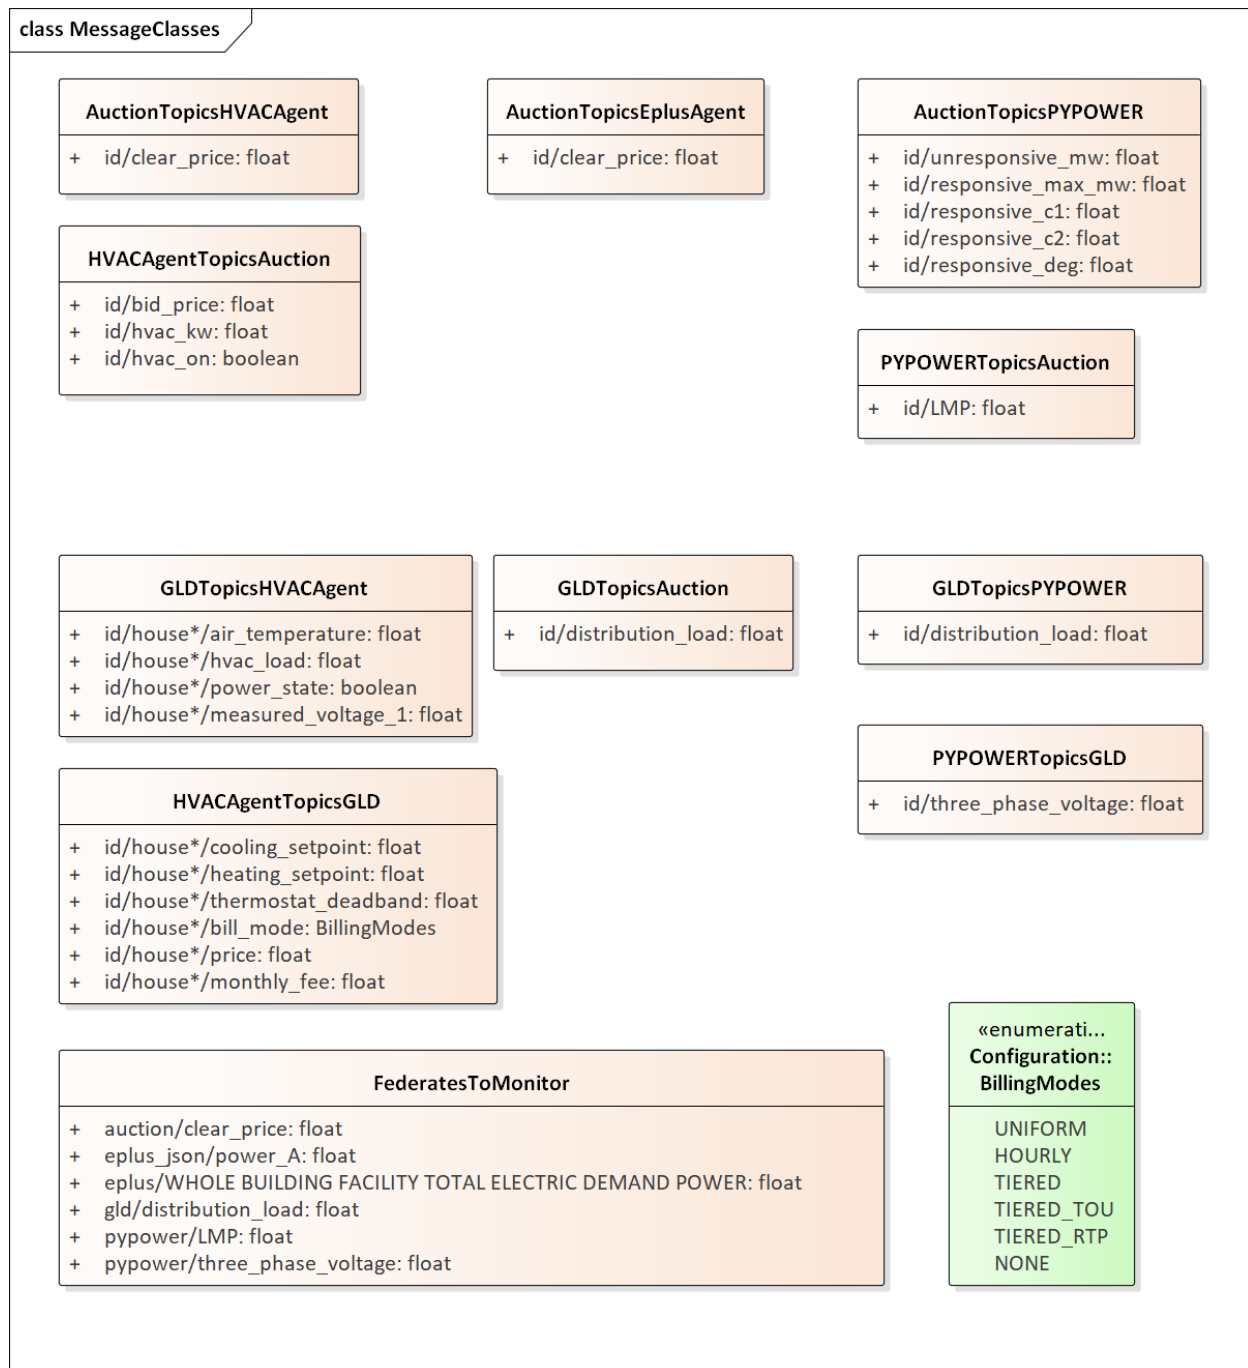 class MessageClasses
AuctionTopicsHVACAgent
+ id/clear_price: float
AuctionTopicsEplusAgent
+ id/clear_price: float
AuctionTopicsPYPOWER
+ id/unresponsive_mw: float
+ id/responsive_max_mw: float
+ id/responsive_c1: float
+ id/responsive_c2: float
+ id/responsive_deg: float
HVACAgentTopicsAuction
+ id/bid_price: float
+ id/hvac_kw: float
+ id/hvac_on: boolean
PYPOWERTopicsAuction
+ id/LMP: float
GLDTopicsHVACAgent
+ id/house*/air_temperature: float
+ id/house*/hvac_load: float
+ id/house*/power_state: boolean
+ id/house*/measured_voltage_1: float
GLDTopicsAuction
+ id/distribution_load: float
GLDTopicsPYPOWER
+ id/distribution_load: float
PYPOWERTopicsGLD
+ id/three_phase_voltage: float
HVACAgentTopicsGLD
+ id/house*/cooling_setpoint: float
+ id/house*/heating_setpoint: float
+ id/house*/thermostat_deadband: float
+ id/house*/bill_mode: BillingModes
+ id/house*/price: float
+ id/house*/monthly_fee: float
FederatesToMonitor
+ auction/clear_price: float
+ eplus_json/power_A: float
+ eplus/WHOLE BUILDING FACILITY TOTAL ELECTRIC DEMAND POWER: float
+ gld/distribution_load: float
+ pypower/LMP: float
+ pypower/three_phase_voltage: float
«enumerati...
Configuration::
BillingModes
UNIFORM
HOURLY
TIERED
TIERED_TOU
TIERED_RTP
NONE